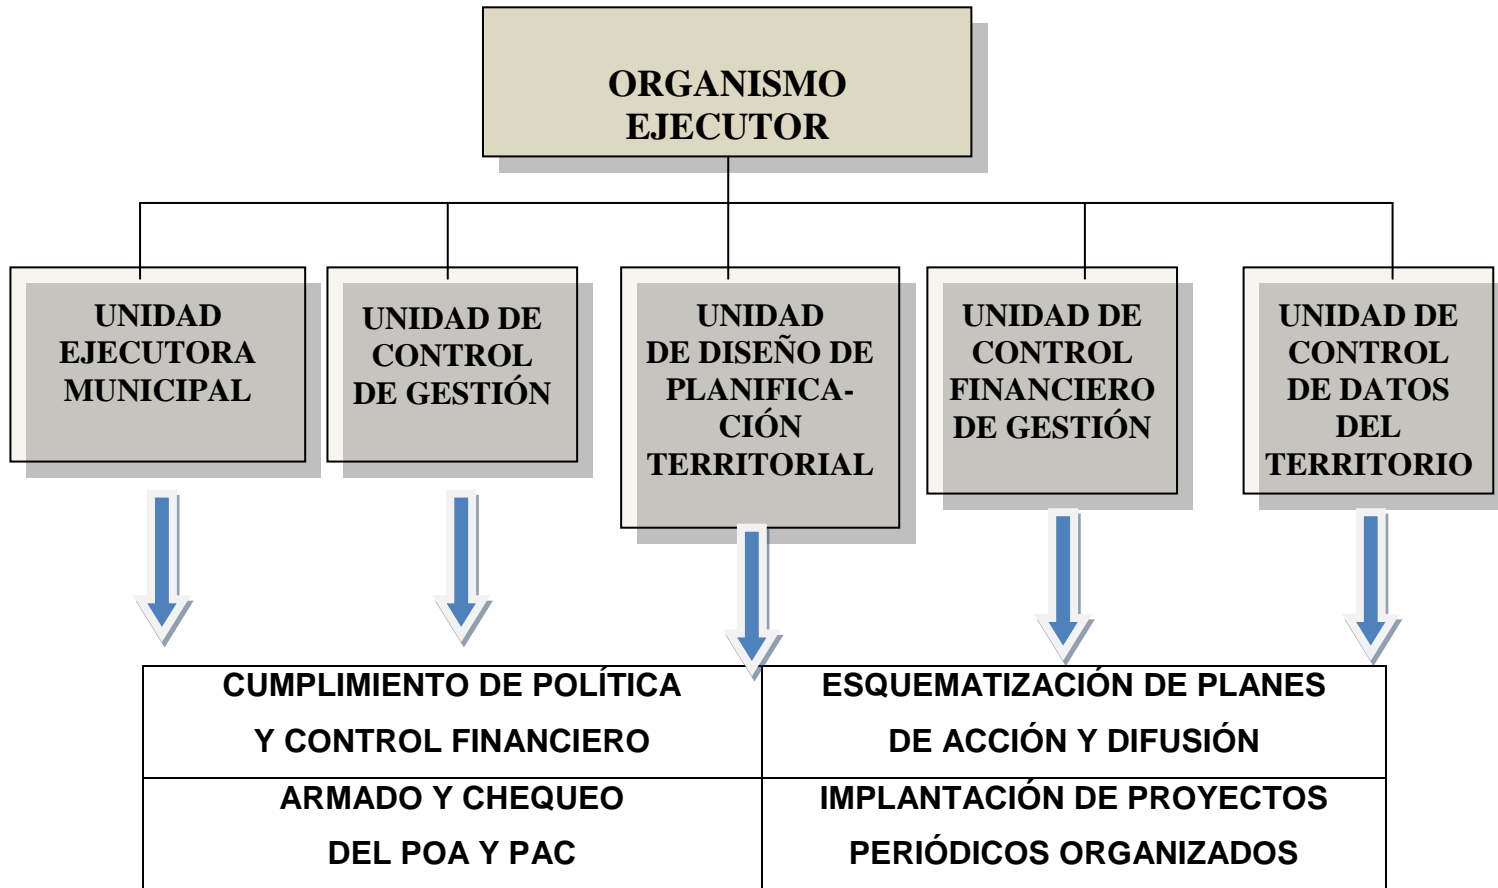 ORGANISMO
EJECUTOR
UNIDAD
EJECUTORA
MUNICIPAL
UNIDAD DE
CONTROL
DE GESTIÓN
UNIDAD
DE DISEÑO DE
PLANIFICA-
CIÓN
TERRITORIAL
UNIDAD DE
CONTROL
FINANCIERO
DE GESTIÓN
UNIDAD DE
CONTROL
DE DATOS
DEL
TERRITORIO
CUMPLIMIENTO DE POLÍTICA
Y CONTROL FINANCIERO
ESQUEMATIZACIÓN DE PLANES
DE ACCIÓN Y DIFUSIÓN
ARMADO Y CHEQUEO
DEL POA Y PAC
IMPLANTACIÓN DE PROYECTOS
PERIÓDICOS ORGANIZADOS